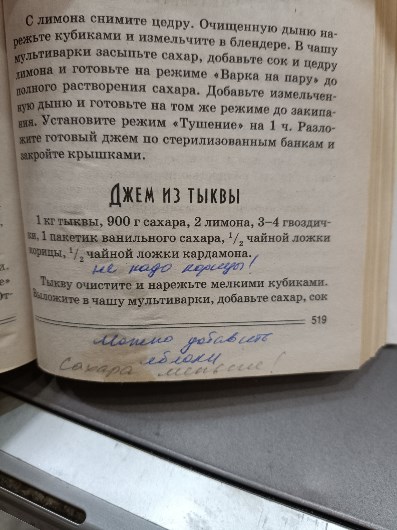 С лимона снимите цедру. Очищенную дыню на-
режьте кубиками и измельчите в блендере. В чашу
мультиварки засыпьте сахар, добавьте сок и цедру
лимона и готовьте на режиме «Варка на пару» до
полного растворения сахара. Добавьте измельчен-
ную дыню и готовьте на том же режиме до закипа-
ния. Установите режим «Тушение» на 1 ч. Разло-
жите готовый джем по стерилизованным банкам и
закройте крышками.
ДЖЕМ ИЗ ТЫКВЫ
1 кг тыквы, 900 г сахара, 2 лимона, 3–4 гвоздич-
ки, 1 пакетик ванильного сахара, 1/2 чайной ложки
корицы, 1/2 чайной ложки кардамона.
не надо корицы!
Тыкву очистите и нарежьте мелкими кубиками.
Выложите в чашу мультиварки, добавьте сахар, сок
519
Можно добавить
яблоки
Сахара меньше!